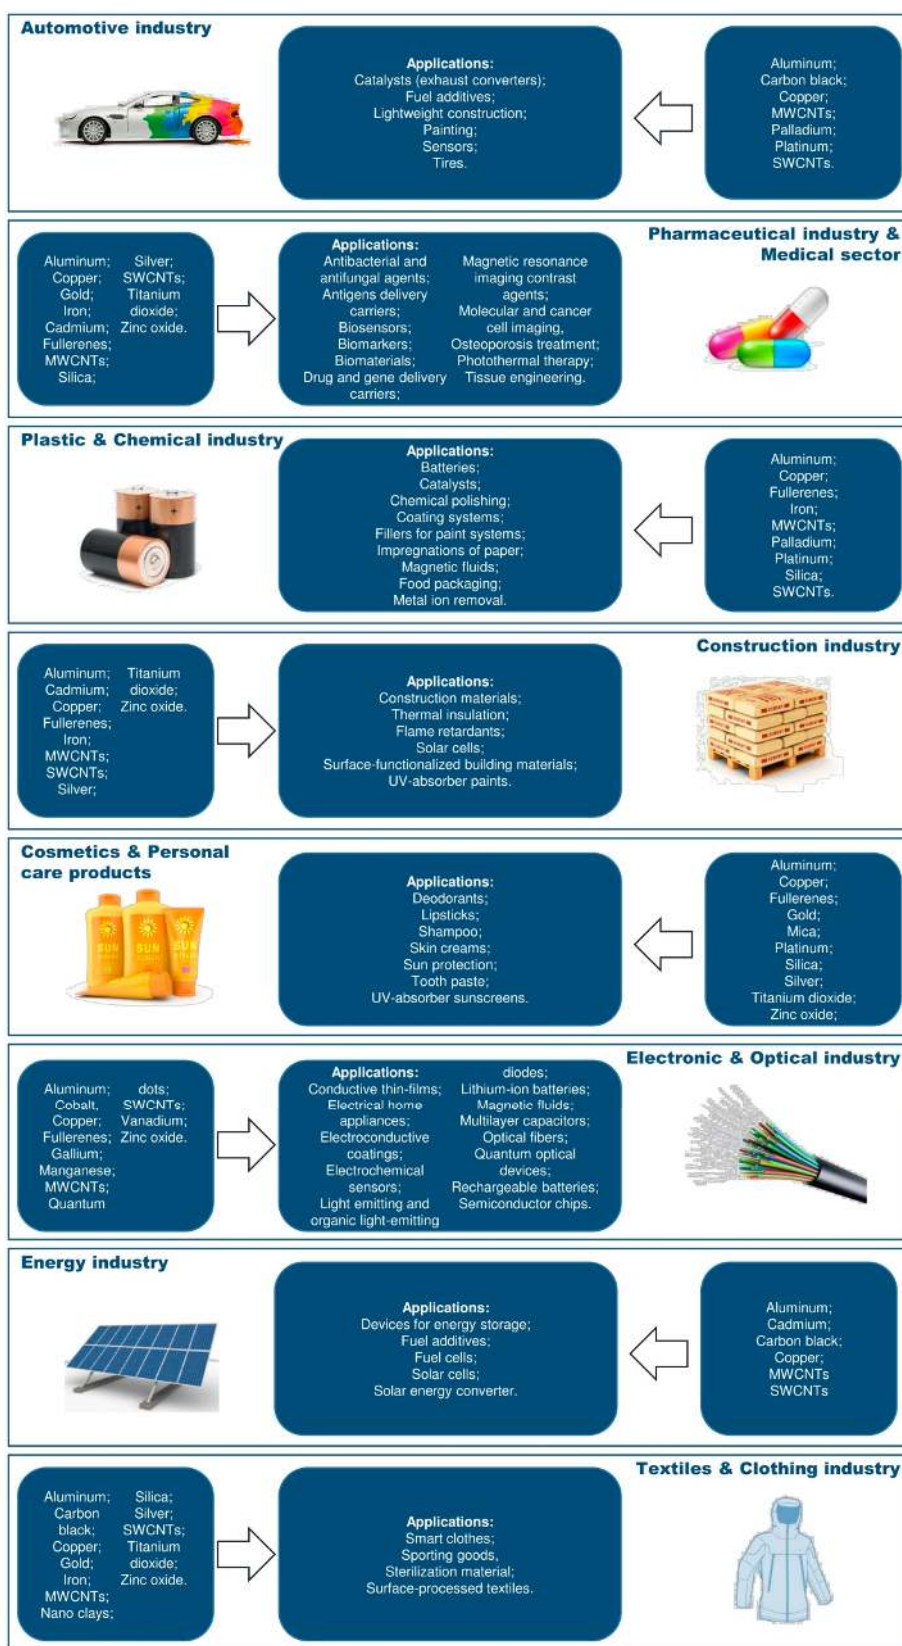 Automotive industry
Applications:
Catalysts (exhaust converters);
Fuel additives;
Lightweight construction;
Painting;
Sensors;
Tires.
Aluminum;
Carbon black;
Copper;
MWCNTs;
Palladium;
Platinum;
SWCNTs.
Pharmaceutical industry &
Medical sector
Aluminum;
Copper;
Gold;
Iron;
Cadmium;
Fullerenes;
MWCNTs;
Silica;
Silver;
SWCNTs;
Titanium
dioxide;
Zinc oxide.
Applications:
Antibacterial and
antifungal agents;
Antigens delivery
carriers;
Biosensors;
Biomarkers;
Biomaterials;
Drug and gene delivery
carriers;
Magnetic resonance
imaging contrast
agents;
Molecular and cancer
cell imaging,
Osteoporosis treatment;
Photothermal therapy;
Tissue engineering.
Plastic & Chemical industry
Applications:
Batteries;
Catalysts;
Chemical polishing;
Coating systems;
Fillers for paint systems;
Impregnations of paper;
Magnetic fluids;
Food packaging;
Metal ion removal.
Aluminum;
Copper;
Fullerenes;
Iron;
MWCNTs;
Palladium;
Platinum;
Silica;
SWCNTs.
Construction industry
Aluminum;
Cadmium;
Copper;
Fullerenes;
Iron;
MWCNTs;
SWCNTs;
Silver;
Titanium
dioxide;
Zinc oxide.
Applications:
Construction materials;
Thermal insulation;
Flame retardants;
Solar cells;
Surface-functionalized building materials;
UV-absorber paints.
Cosmetics & Personal
care products
SUN
SUN
SUN
Applications:
Deodorants;
Lipsticks;
Shampoo;
Skin creams;
Sun protection;
Tooth paste;
UV-absorber sunscreens.
Aluminum;
Copper;
Fullerenes;
Gold;
Mica;
Platinum;
Silica;
Silver;
Titanium dioxide;
Zinc oxide;
Electronic & Optical industry
Aluminum;
Cobalt,
Copper;
Fullerenes;
Gallium;
Manganese;
MWCNTs;
Quantum
dots;
SWCNTs;
Vanadium;
Zinc oxide.
Applications:
Conductive thin-films;
Electrical home
appliances;
Electroconductive
coatings;
Electrochemical
sensors;
Light emitting and
organic light-emitting
diodes;
Lithium-ion batteries;
Magnetic fluids;
Multilayer capacitors;
Optical fibers;
Quantum optical
devices;
Rechargeable batteries;
Semiconductor chips.
Energy industry
Applications:
Devices for energy storage;
Fuel additives;
Fuel cells;
Solar cells;
Solar energy converter.
Aluminum;
Cadmium;
Carbon black;
Copper;
MWCNTs
SWCNTs
Textiles & Clothing industry
Aluminum;
Carbon
black;
Copper;
Gold;
Iron;
MWCNTs;
Nano clays;
Silica;
Silver;
SWCNTs;
Titanium
dioxide;
Zinc oxide.
Applications:
Smart clothes;
Sporting goods,
Sterilization material;
Surface-processed textiles.